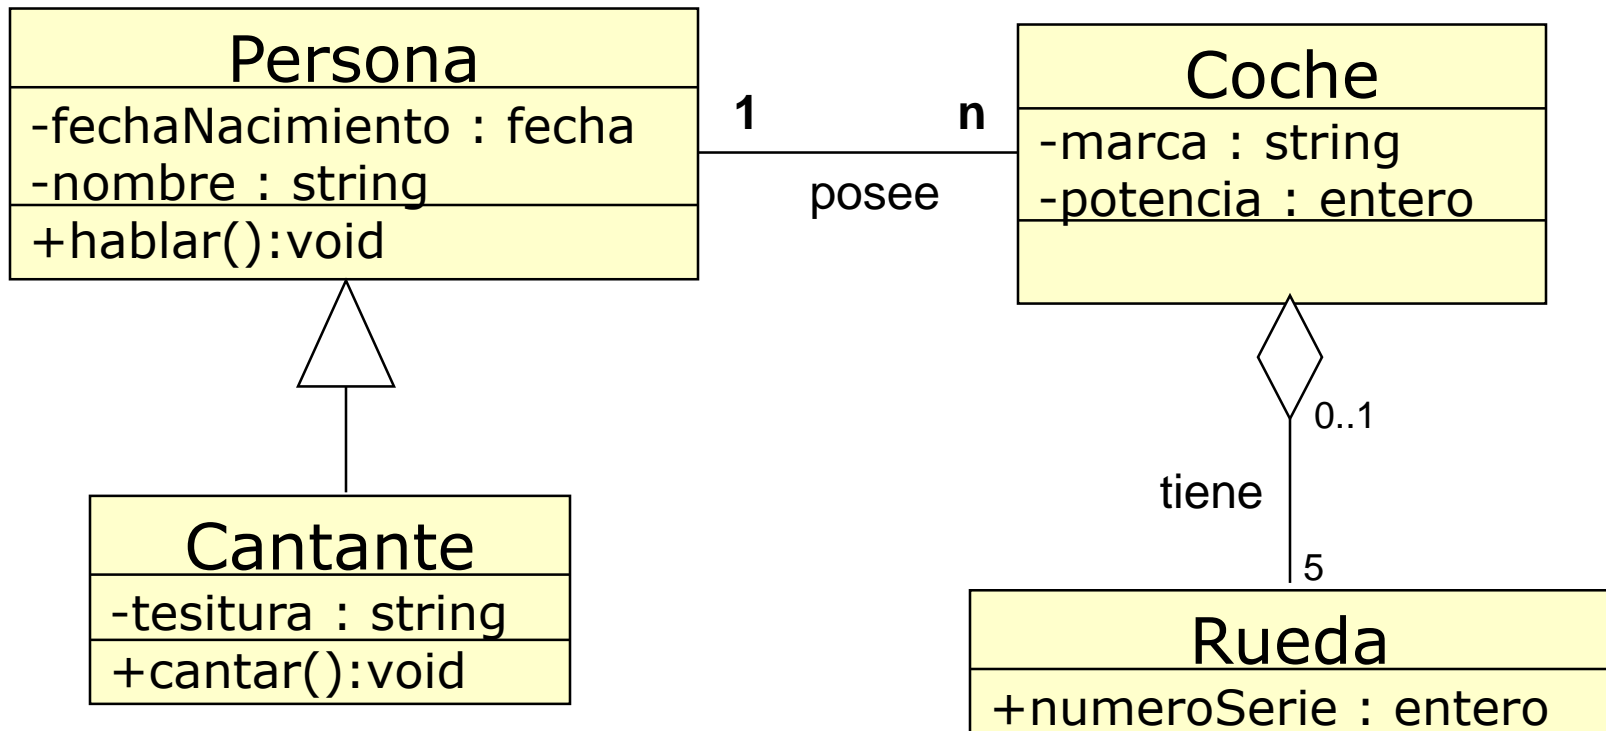 Persona
-fechaNacimiento : fecha
-nombre : string
+hablar():void
1
n
posee
Coche
-marca : string
-potencia : entero
0..1
tiene
5
Cantante
-tesitura : string
+cantar():void
Rueda
+numeroSerie : entero